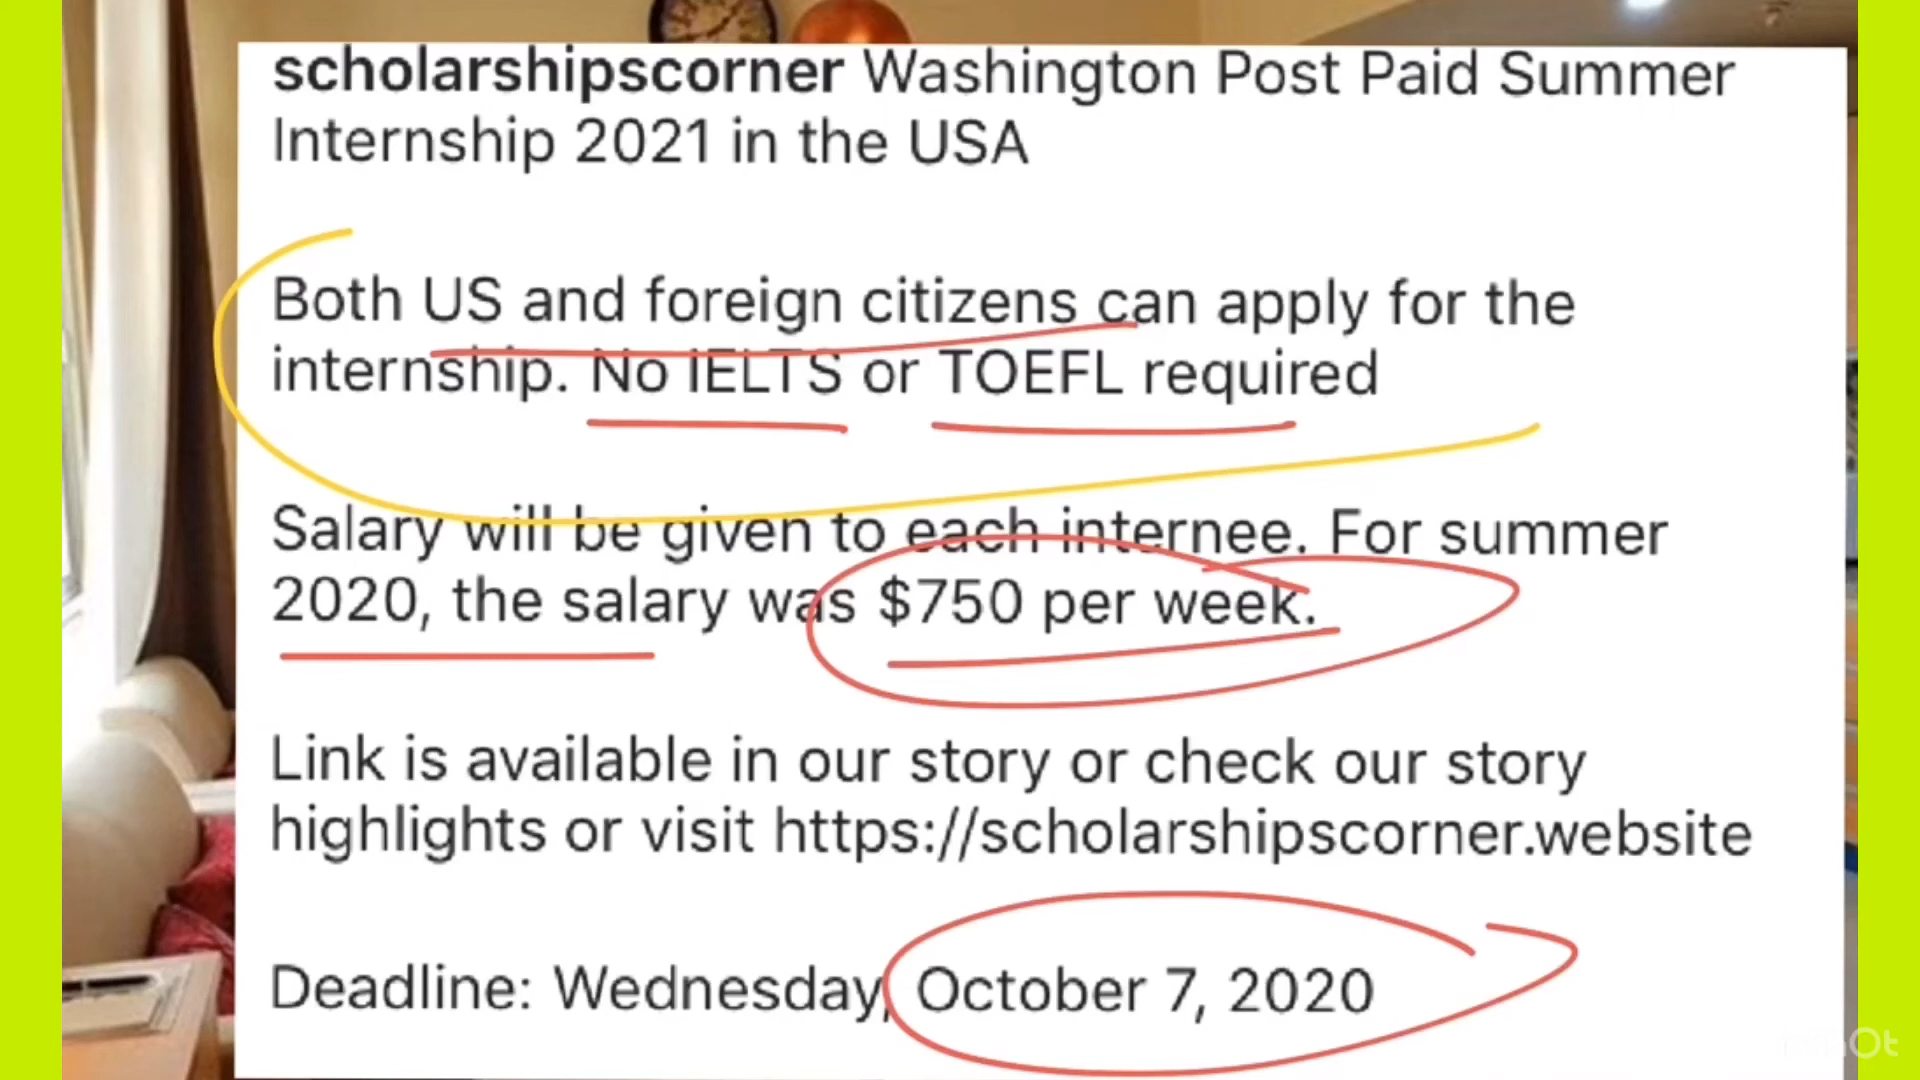 scholarshipscorner Washington Post Paid Summer
Internship 2021 in the USA
Both US and foreign citizens can apply for the
internship. No IELTS or TOEFL required
Salary will be given to each internee. For summer
2020, the salary was $750 per week.
Link is available in our story or check our story
highlights or visit https://scholarshipscorner.website
Deadline: Wednesday, October 7, 2020